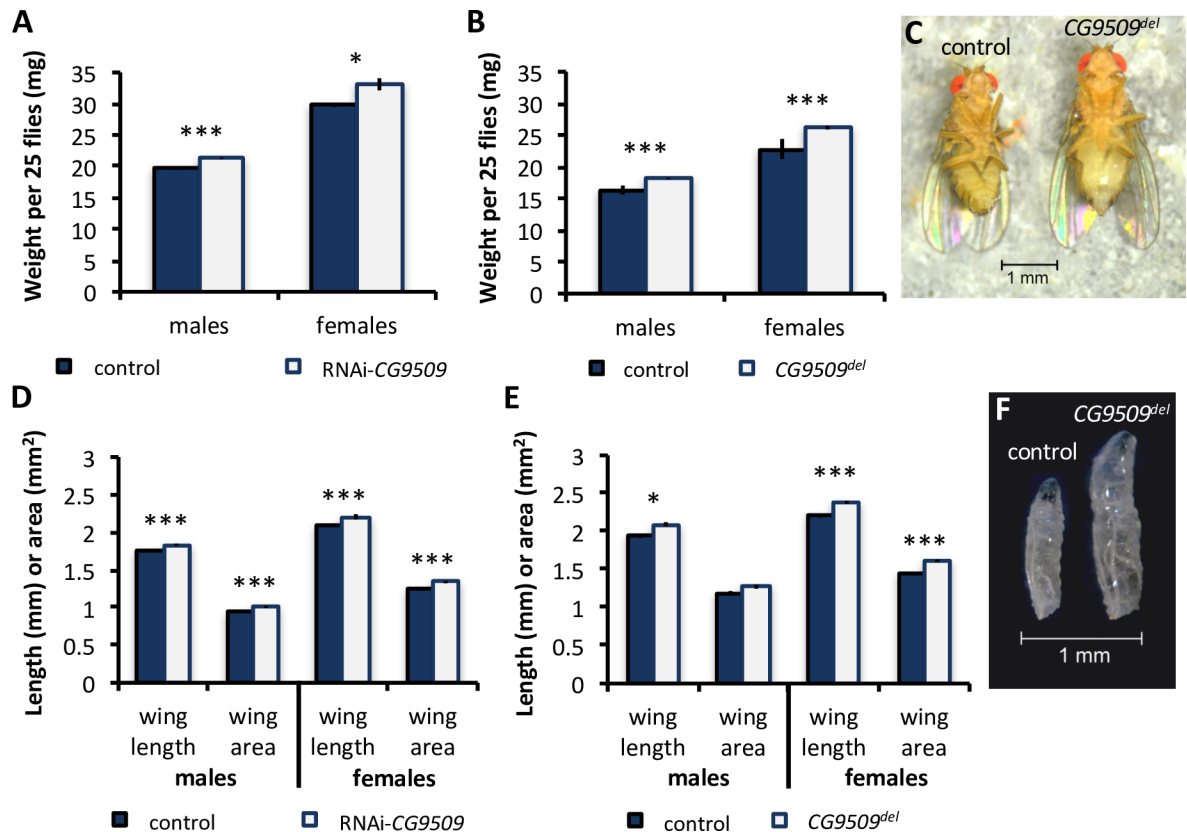 A
Weight per 25 flies (mg)
35
30
25
20
15
10
5
0
***
*
males
females
control
RNAi-CG9509
B
Weight per 25 flies (mg)
35
30
25
20
15
10
5
0
***
***
males
females
control
CG9509del
C
control
CG9509del
1 mm
D
Length (mm) or area (mm2)
3
2.5
2
1.5
1
0.5
0
***
***
***
***
wing length
wing area
wing length
wing area
males
females
control
RNAi-CG9509
E
Length (mm) or area (mm2)
3
2.5
2
1.5
1
0.5
0
*
***
***
wing length
wing area
wing length
wing area
males
females
control
CG9509del
F
CG9509del
control
1 mm